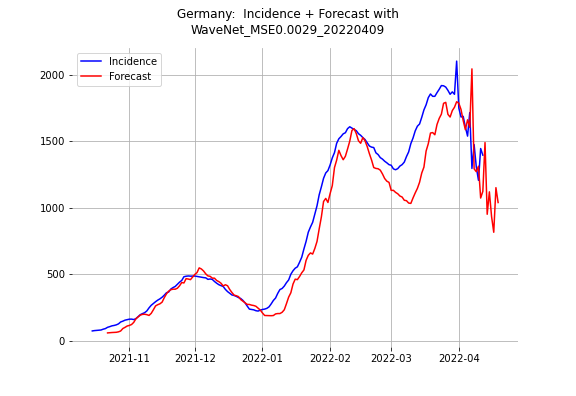 Germany:  Incidence + Forecast with
WaveNet_MSE0.0029_20220409
Incidence
Forecast
2000
1500
1000
500
0
2021-11
2021-12
2022-01
2022-02
2022-03
2022-04